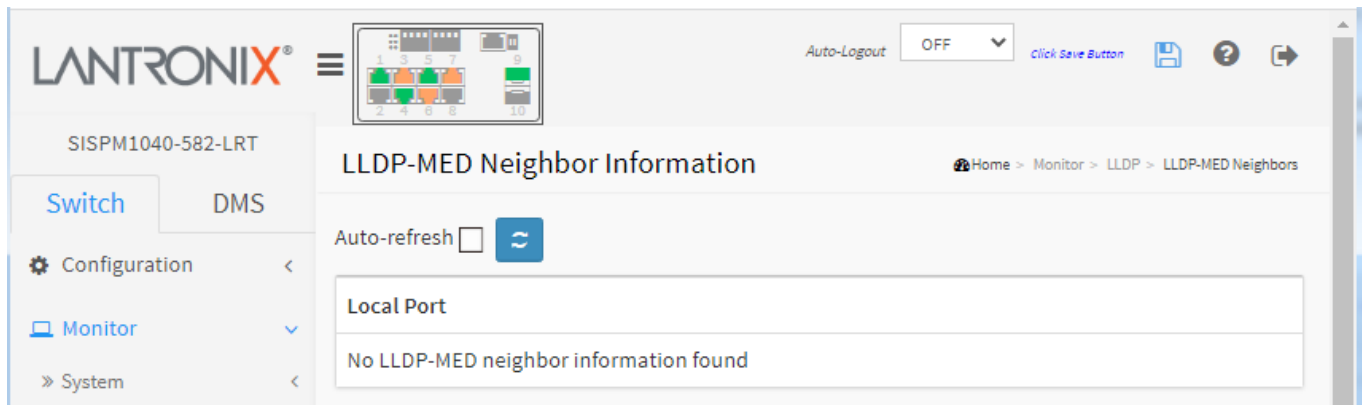 LANTRONIX®
1 3 5 7 9
2 4 6 8 10
Auto-Logout OFF Click Save Button
SISPM1040-582-LRT
Switch DMS
Configuration
Monitor
» System
LLDP-MED Neighbor Information
Home > Monitor > LLDP > LLDP-MED Neighbors
Auto-refresh
Local Port
No LLDP-MED neighbor information found